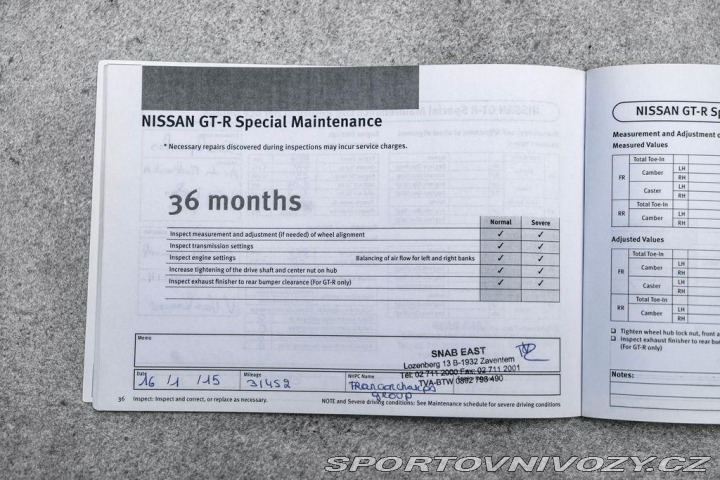 NISSAN GT-R Special Maintenance
* Necessary repairs discovered during inspections may incur service charges.
36 months
Normal Severe
Inspect measurement and adjustment (if needed) of wheel alignment ✓ ✓
Inspect transmission settings ✓ ✓
Inspect engine settings Balancing of air flow for left and right banks ✓ ✓
Increase tightening of the drive shaft and center nut on hub ✓ ✓
Inspect exhaust finisher to rear bumper clearance (For GT-R only) ✓ ✓
Memo
SNAB EAST
Lozenberg 13 B-1932 Zaventem
Tél. 02 711 2000 Fax: 02 711 2001
TVA-BTW 0892 793 490
Date Mileage NHPC Name
16 / 1 / 15 31452 Francorchamps
group
36 Inspect: Inspect and correct, or replace as necessary. NOTE and Severe driving conditions: See Maintenance schedule for severe driving conditions
NISSAN GT-R Sp
Measurement and Adjustment o
Measured Values
Total Toe-In
FR Camber LH
RH
Caster LH
RH
RR Total Toe-In
Camber LH
RH
Adjusted Values
Total Toe-In
FR Camber LH
RH
Caster LH
RH
RR Total Toe-In
Camber LH
RH
Tighten wheel hub lock nut, front a
Inspect exhaust finisher to rear bum
(For GT-R only)
Notes:
SPORTOVNIVOZY.CZ